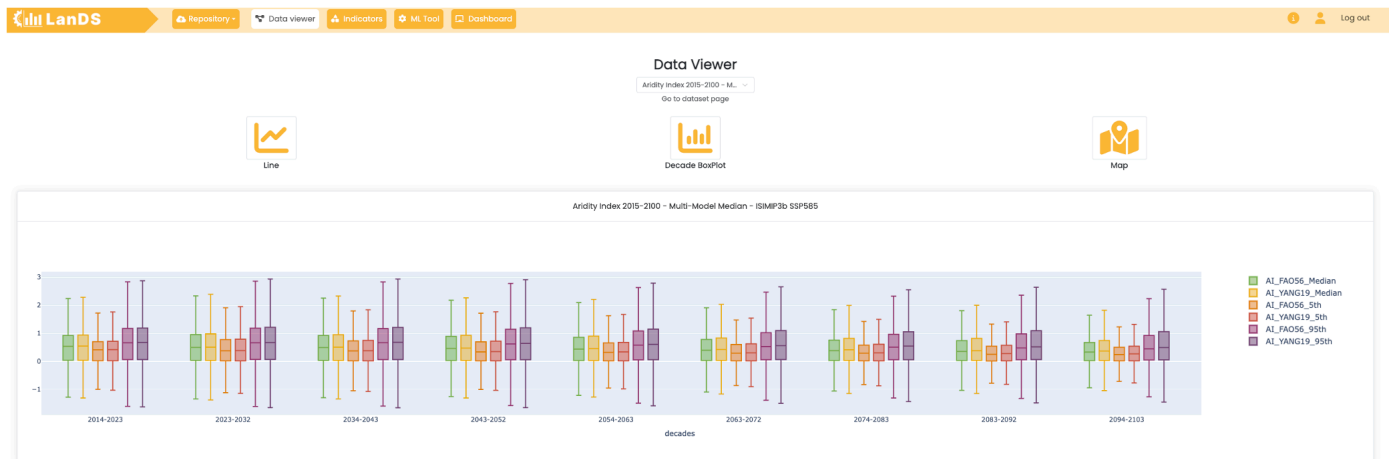 LanDS
Repository
Data viewer
Indicators
ML Tool
Dashboard
Log out
Data Viewer
Aridity Index 2015-2100 - M...
Go to dataset page
Line
Decade BoxPlot
Map
Aridity Index 2015-2100 - Multi-Model Median - ISIMIP3b SSP585
3
2
1
0
−1
2014-2023
2023-2032
2034-2043
2043-2052
2054-2063
2063-2072
2074-2083
2083-2092
2094-2103
decades
AI_FAO56_Median
AI_YANG19_Median
AI_FAO56_5th
AI_YANG19_5th
AI_FAO56_95th
AI_YANG19_95th